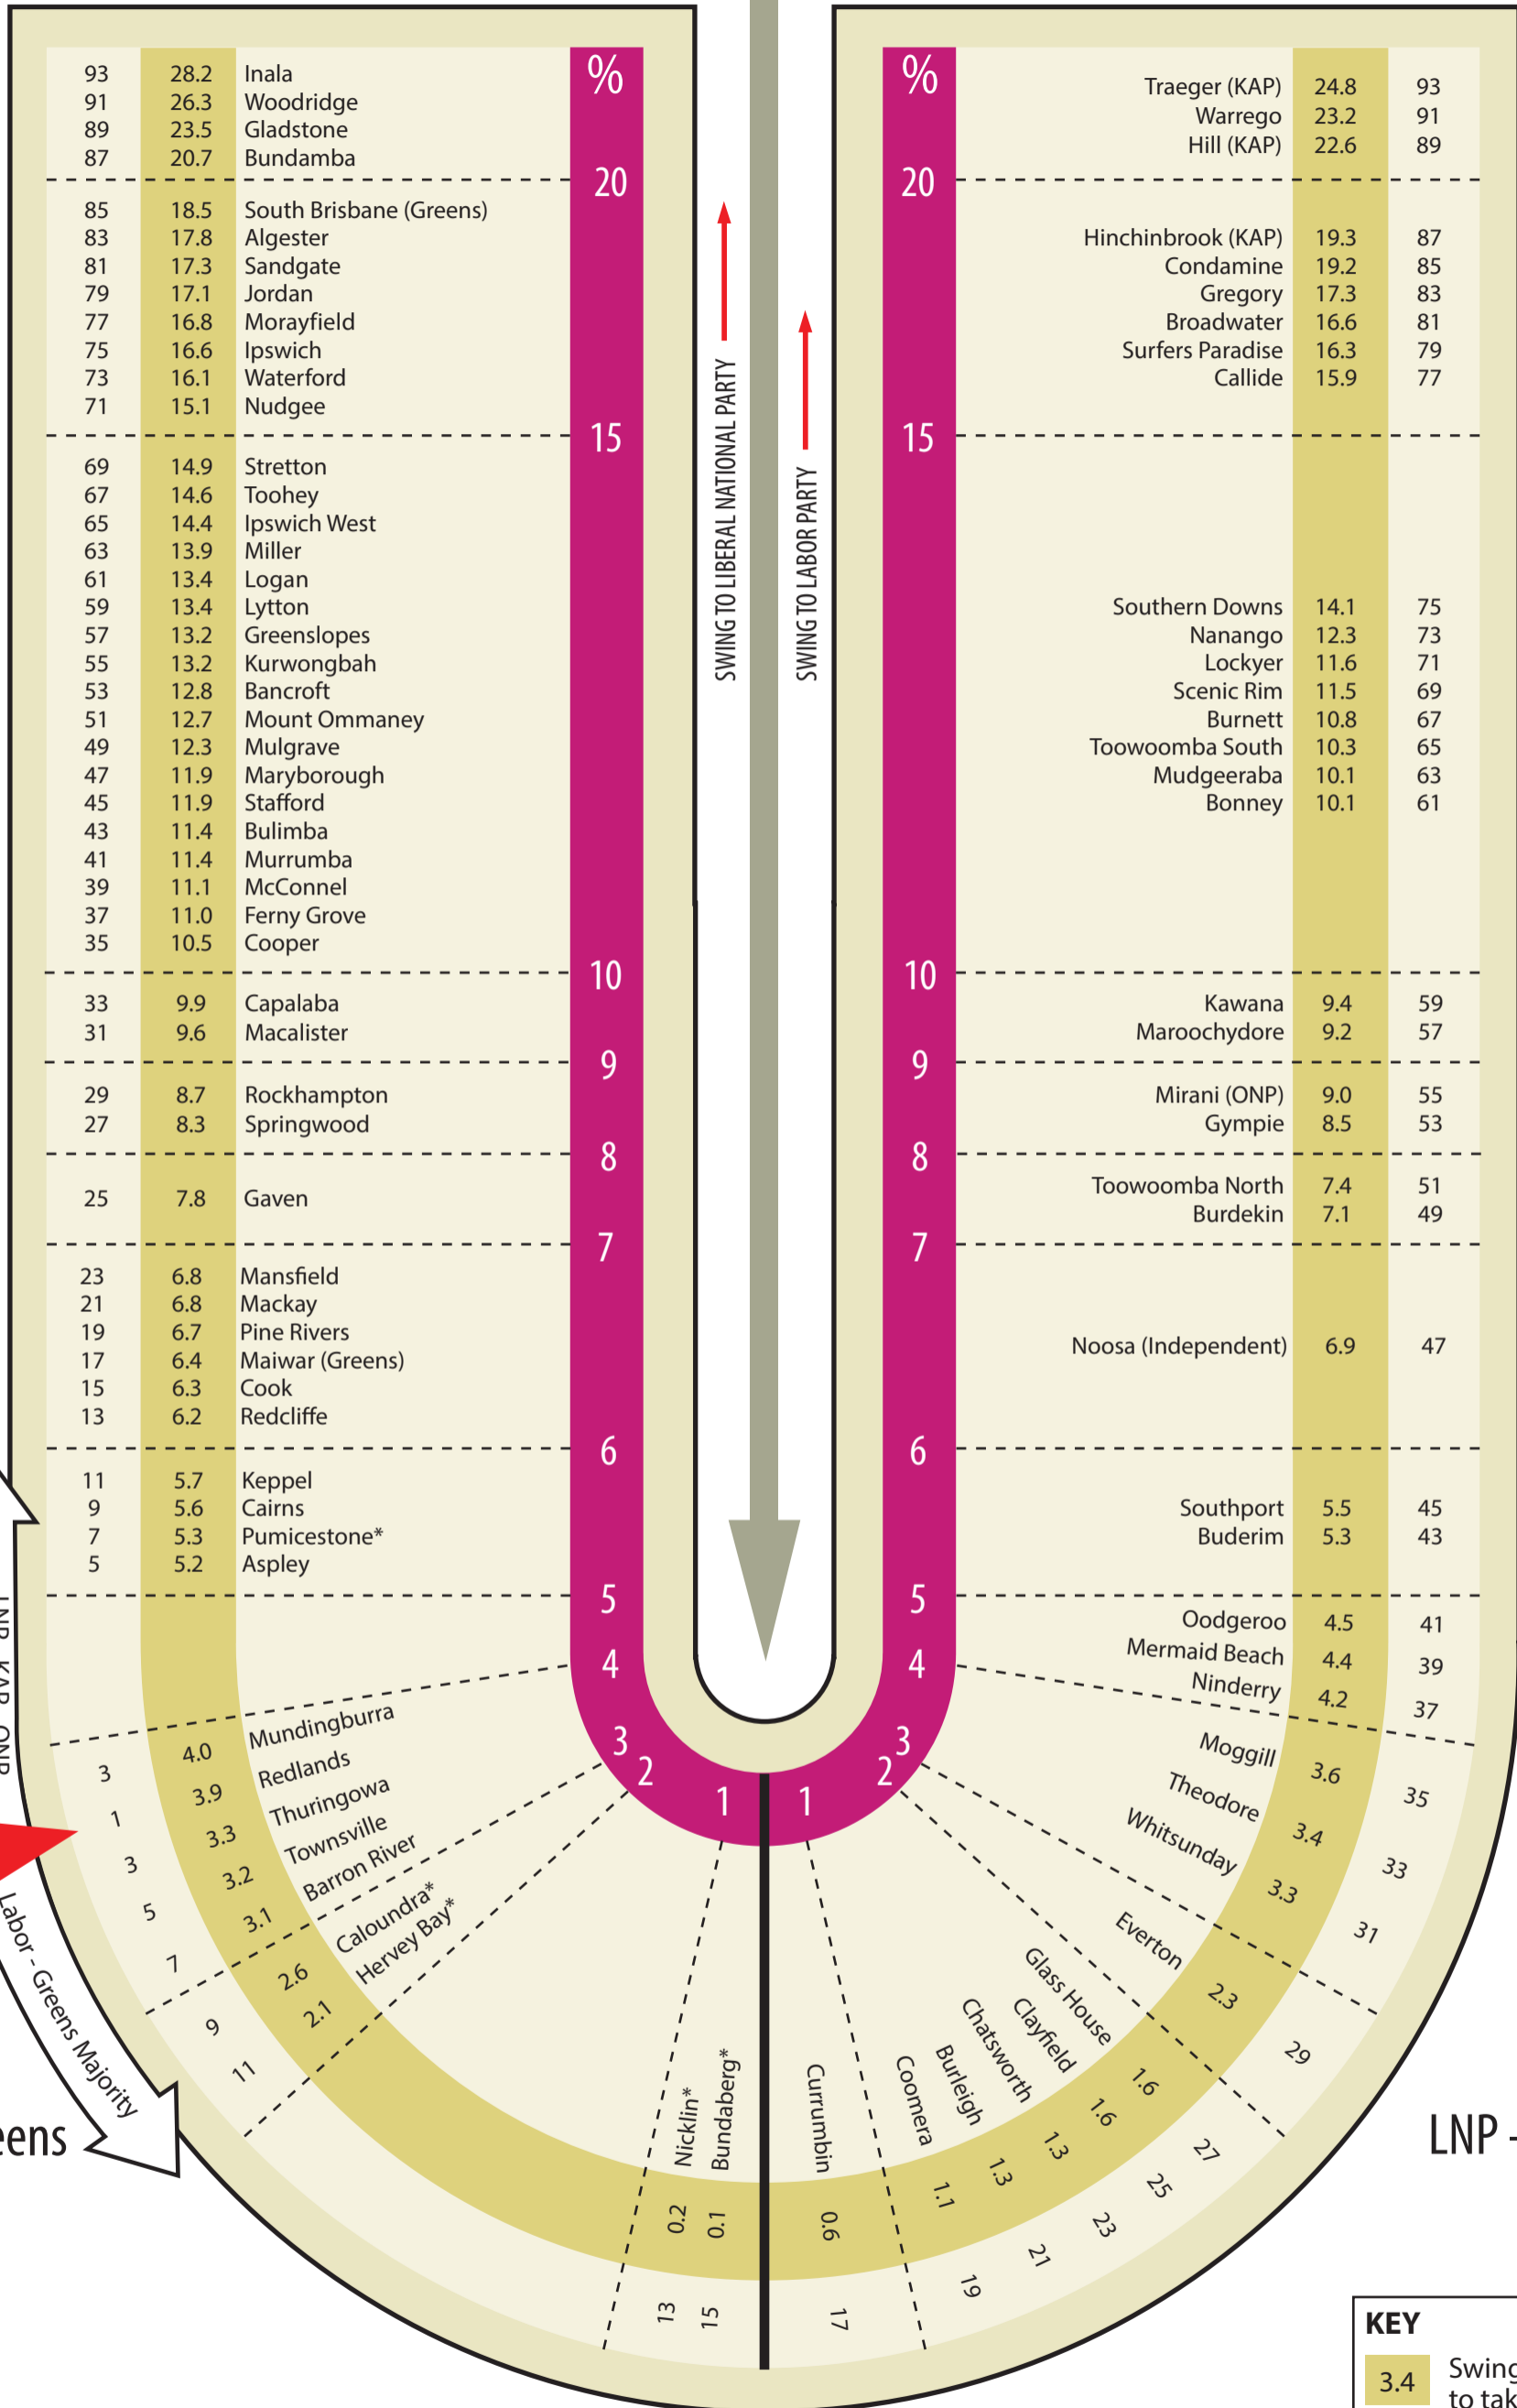 93 28.2 Inala
91 26.3 Woodridge
89 23.5 Gladstone
87 20.7 Bundamba
85 18.5 South Brisbane (Greens)
83 17.8 Algester
81 17.3 Sandgate
79 17.1 Jordan
77 16.8 Morayfield
75 16.6 Ipswich
73 16.1 Waterford
71 15.1 Nudgee
69 14.9 Stretton
67 14.6 Toohey
65 14.4 Ipswich West
63 13.9 Miller
61 13.4 Logan
59 13.4 Lytton
57 13.2 Greenslopes
55 13.2 Kurwongbah
53 12.8 Bancroft
51 12.7 Mount Ommaney
49 12.3 Mulgrave
47 11.9 Maryborough
45 11.9 Stafford
43 11.4 Bulimba
41 11.4 Murrumba
39 11.1 McConnel
37 11.0 Ferny Grove
35 10.5 Cooper
33 9.9 Capalaba
31 9.6 Macalister
29 8.7 Rockhampton
27 8.3 Springwood
25 7.8 Gaven
23 6.8 Mansfield
21 6.8 Mackay
19 6.7 Pine Rivers
17 6.4 Maiwar (Greens)
15 6.3 Cook
13 6.2 Redcliffe
11 5.7 Keppel
9 5.6 Cairns
7 5.3 Pumicestone*
5 5.2 Aspley
3 4.0 Mundingburra
1 3.9 Redlands
3 3.3 Thuringowa
5 3.2 Townsville
7 3.1 Barron River
9 2.6 Caloundra*
11 2.1 Hervey Bay*
13 0.2 Nicklin*
15 0.1 Bundaberg*
%
20
15
10
9
8
7
6
5
4
3
2
1
SWING TO LIBERAL NATIONAL PARTY
SWING TO LABOR PARTY
%
20
15
10
9
8
7
6
5
4
3
2
1
Traeger (KAP) 24.8 93
Warrego 23.2 91
Hill (KAP) 22.6 89
Hinchinbrook (KAP) 19.3 87
Condamine 19.2 85
Gregory 17.3 83
Broadwater 16.6 81
Surfers Paradise 16.3 79
Callide 15.9 77
Southern Downs 14.1 75
Nanango 12.3 73
Lockyer 11.6 71
Scenic Rim 11.5 69
Burnett 10.8 67
Toowoomba South 10.3 65
Mudgeeraba 10.1 63
Bonney 10.1 61
Kawana 9.4 59
Maroochydore 9.2 57
Mirani (ONP) 9.0 55
Gympie 8.5 53
Toowoomba North 7.4 51
Burdekin 7.1 49
Noosa (Independent) 6.9 47
Southport 5.5 45
Buderim 5.3 43
Oodgeroo 4.5 41
Mermaid Beach 4.4 39
Ninderry 4.2 37
Moggill 3.6 35
Theodore 3.4 33
Whitsunday 3.3 31
Everton 2.3 29
Glass House 1.6 27
Clayfield 1.6 25
Chatsworth 1.3 23
Burleigh 1.3 21
Coomera 1.1 19
Currumbin 0.6 17
LNP KAP ONP
Labor - Greens Majority
eens
LNP -
KEY
3.4 Swing
to tak